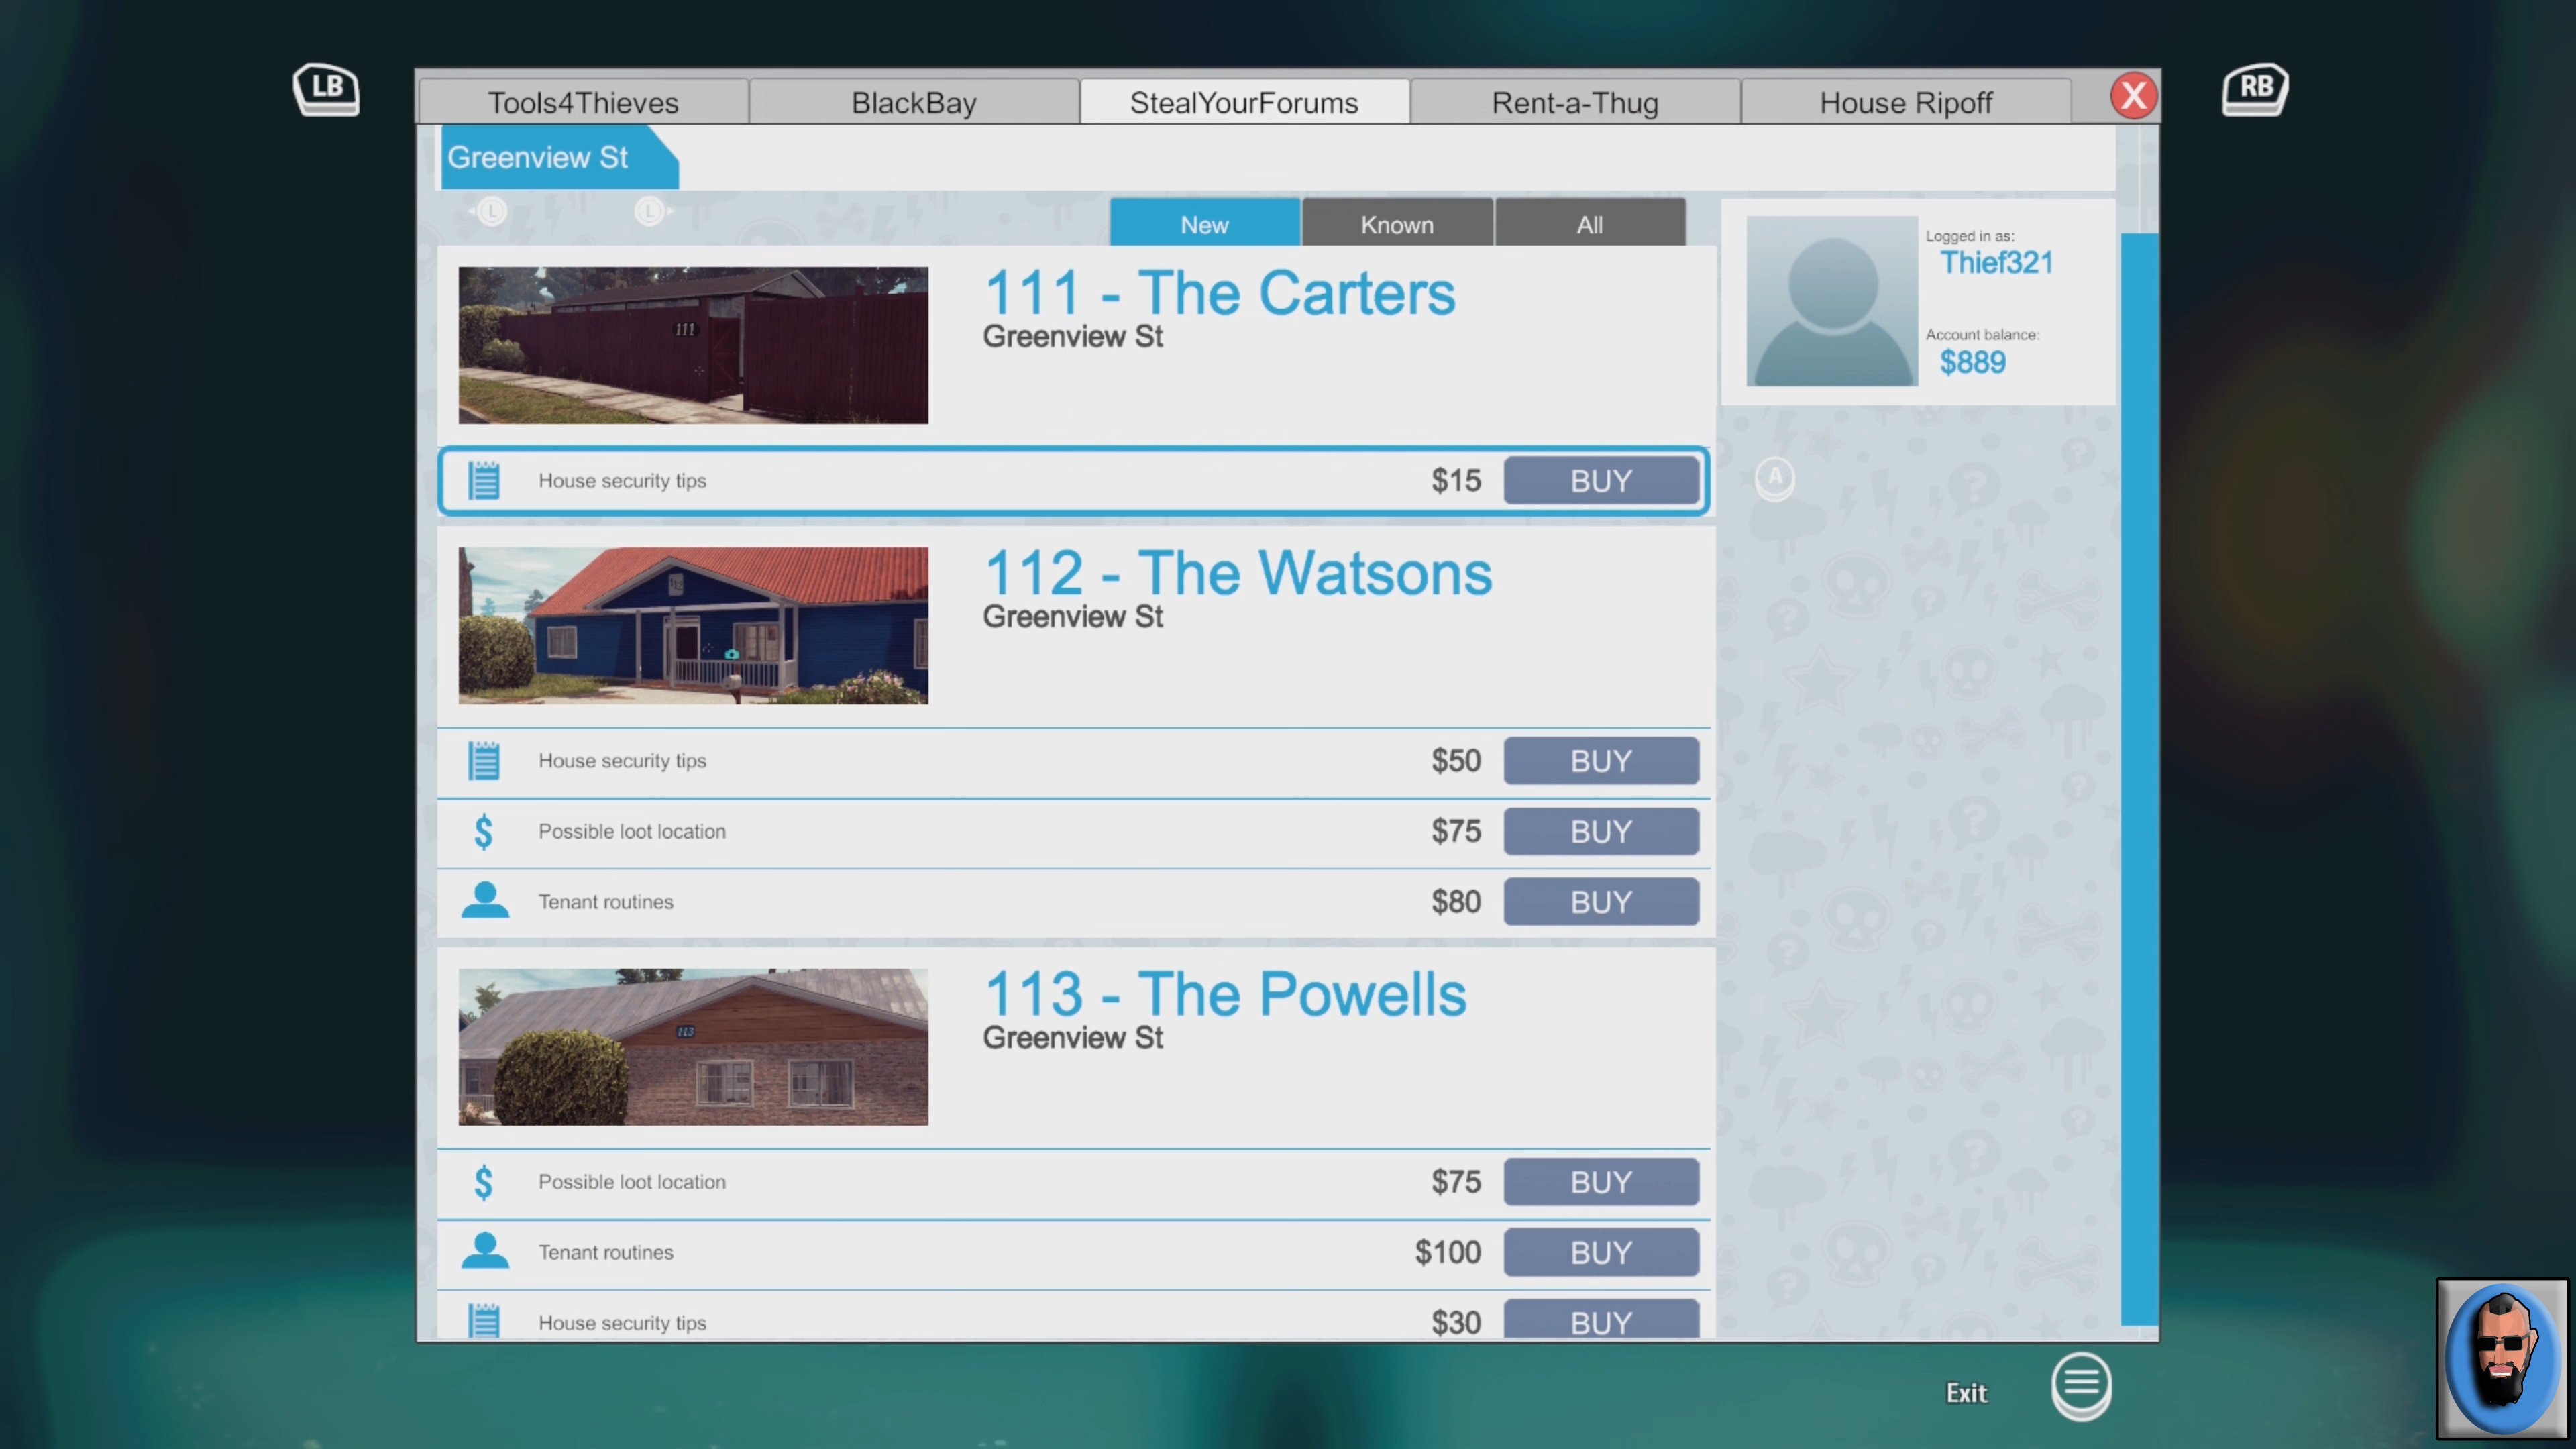 LB
RB
Tools4Thieves
BlackBay
StealYourForums
Rent-a-Thug
House Ripoff
X
Greenview St
L
L
New
Known
All
111 - The Carters
Greenview St
111
Logged in as:
Thief321
Account balance:
$889
House security tips
$15
BUY
A
112 - The Watsons
Greenview St
112
House security tips
$50
BUY
Possible loot location
$75
BUY
Tenant routines
$80
BUY
113 - The Powells
Greenview St
113
Possible loot location
$75
BUY
Tenant routines
$100
BUY
House security tips
$30
BUY
Exit